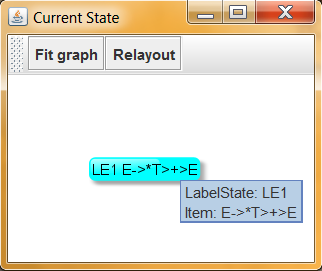 Current State
Fit graph Relayout
LE1 E->*T>+>E
LabelState: LE1
Item: E->*T>+>E